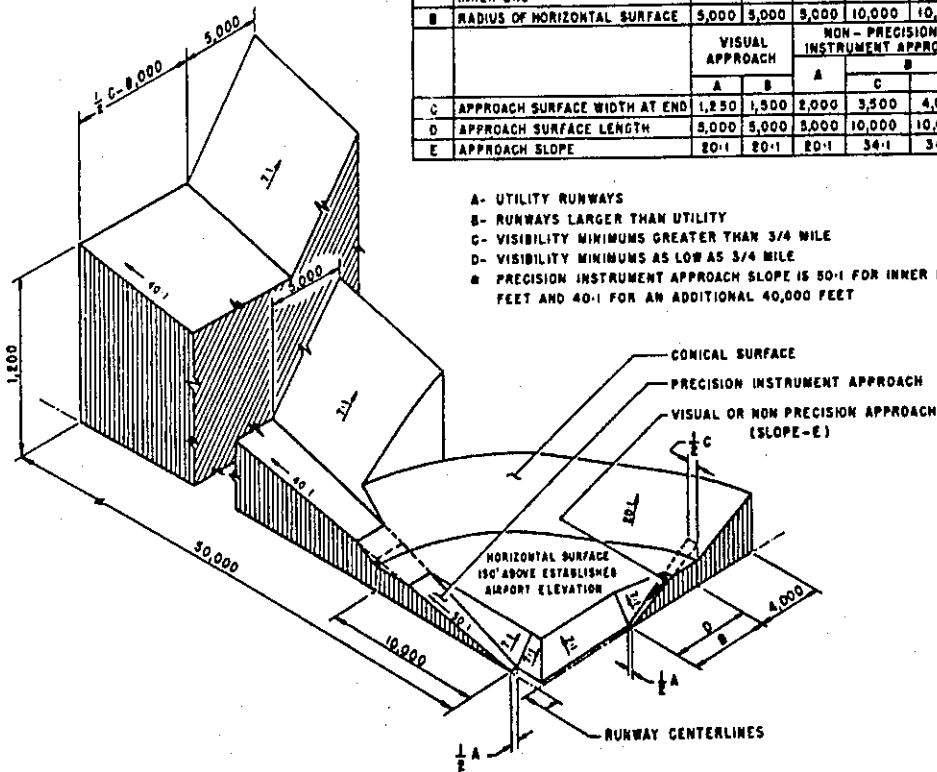 B RADIUS OF HORIZONTAL SURFACE 5,000 5,000 5,000 10,000 10,
VISUAL APPROACH
NON-PRECISION INSTRUMENT APPRO
A B A B
C
C APPROACH SURFACE WIDTH AT END 1,250 1,500 2,000 3,500
D APPROACH SURFACE LENGTH 5,000 5,000 5,000 10,000
E APPROACH SLOPE 20:1 20:1 20:1 34:1
A- UTILITY RUNWAYS
B- RUNWAYS LARGER THAN UTILITY
C- VISIBILITY MINIMUMS GREATER THAN 3/4 MILE
D- VISIBILITY MINIMUMS AS LOW AS 3/4 MILE
* PRECISION INSTRUMENT APPROACH SLOPE IS 50:1 FOR INNER
FEET AND 40:1 FOR AN ADDITIONAL 40,000 FEET
5,000
½ C-8,000
7:1
40:1
5,000
1,200
7:1
40:1
CONICAL SURFACE
PRECISION INSTRUMENT APPROACH
VISUAL OR NON PRECISION APPROACH
(SLOPE-E)
½ C
20:1
HORIZONTAL SURFACE
150' ABOVE ESTABLISHED
AIRPORT ELEVATION
50:1
7:1
7:1
7:1
7:1
50,000
10,000
4,000
D
B
½ A
½ A
RUNWAY CENTERLINES